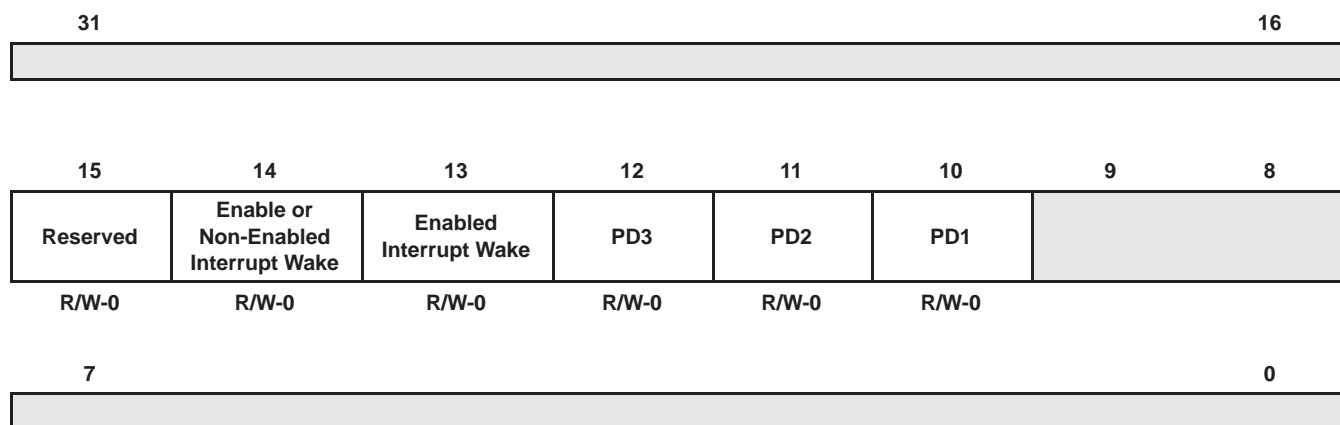 31 16
15 14 13 12 11 10 9 8
Reserved
Enable or
Non-Enabled
Interrupt Wake
Enabled
Interrupt Wake
PD3
PD2
PD1
R/W-0 R/W-0 R/W-0 R/W-0 R/W-0 R/W-0
7 0